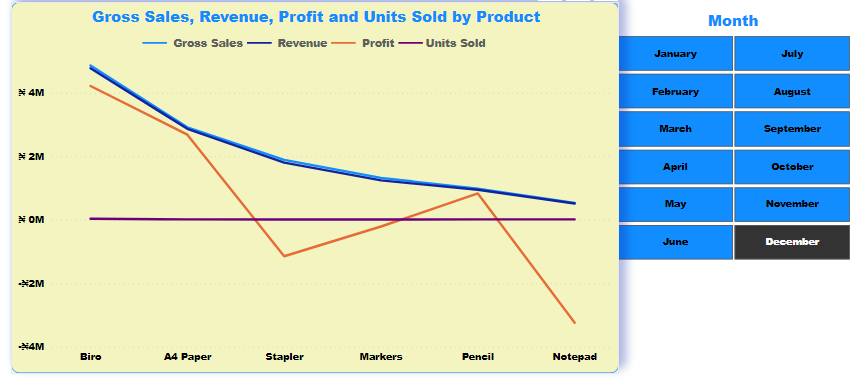 Gross Sales, Revenue, Profit and Units Sold by Product
Gross Sales Revenue Profit Units Sold
₦ 4M
₦ 2M
₦ 0M
-₦2M
-₦4M
Biro A4 Paper Stapler Markers Pencil Notepad
Month
January July
February August
March September
April October
May November
June December